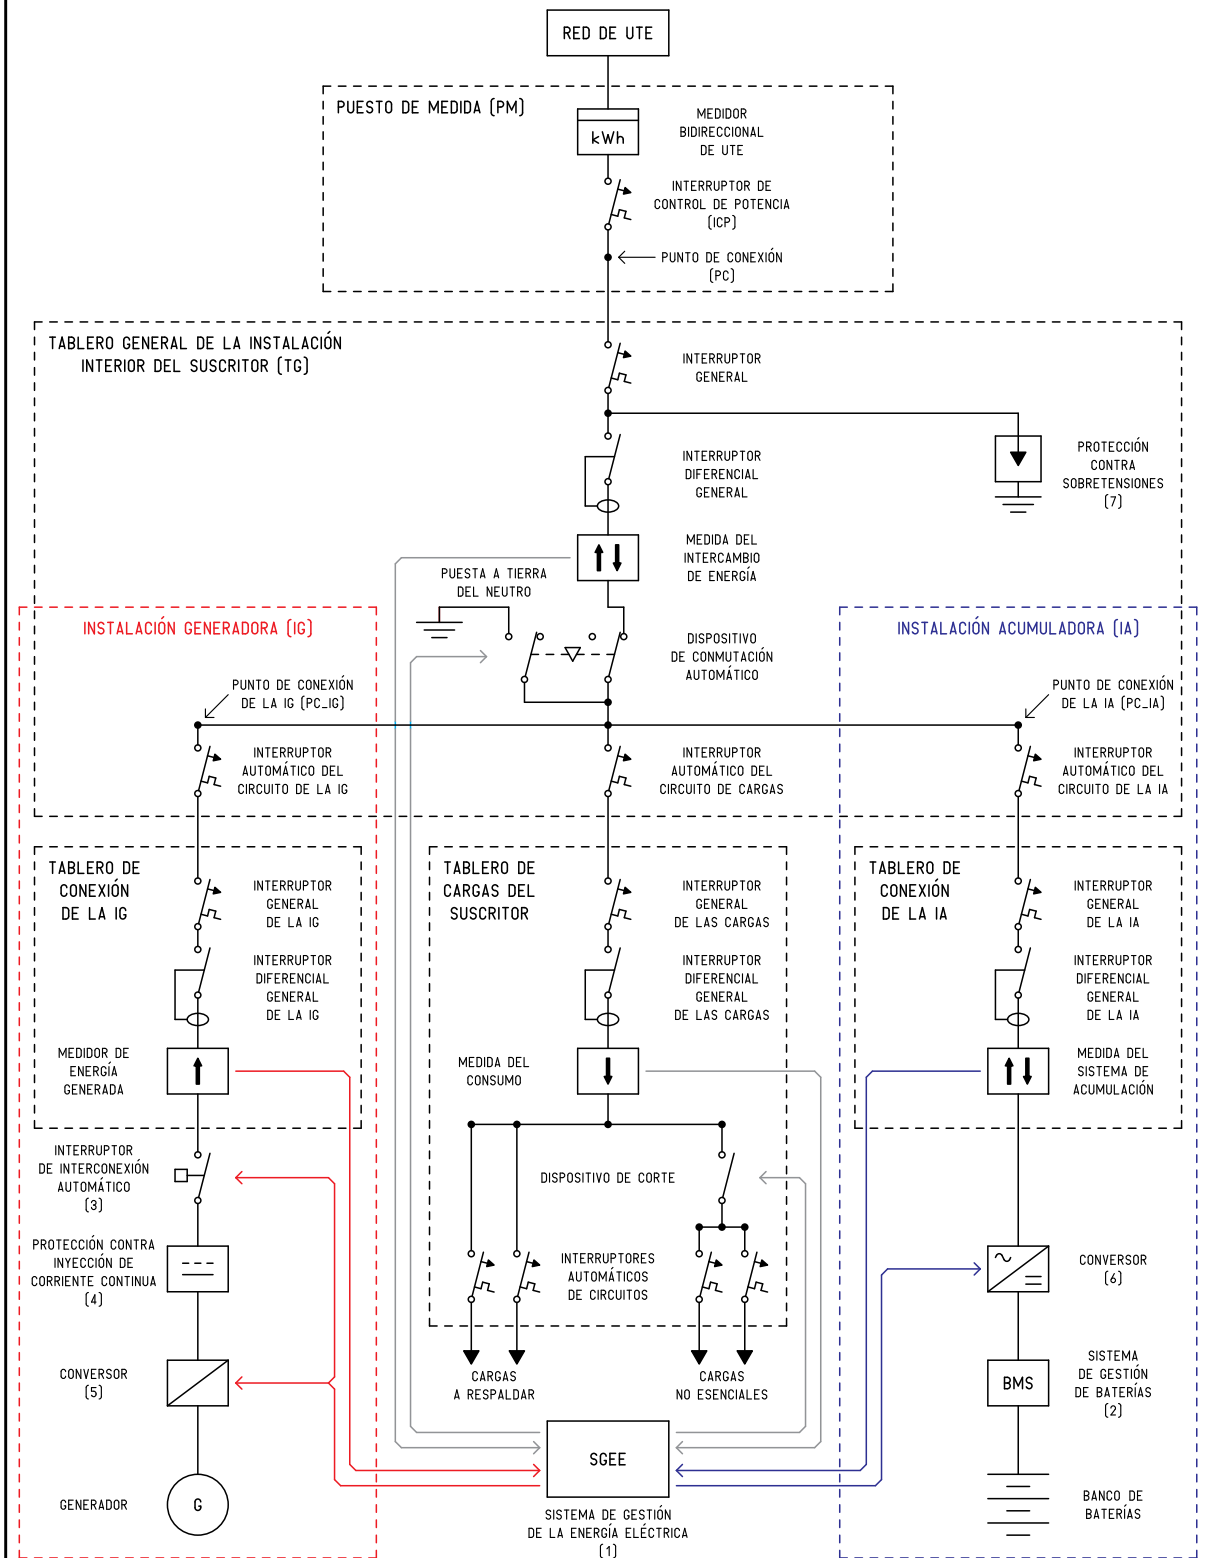 RED DE UTE
PUESTO DE MEDIDA (PM)
MEDIDOR
BIDIRECCIONAL
DE UTE
kWh
INTERRUPTOR DE
CONTROL DE POTENCIA
(ICP)
PUNTO DE CONEXIÓN
(PC)
TABLERO GENERAL DE LA INSTALACIÓN
INTERIOR DEL SUSCRITOR (TG)
INTERRUPTOR
GENERAL
INTERRUPTOR
DIFERENCIAL
GENERAL
PROTECCIÓN
CONTRA
SOBRETENSIONES
(7)
MEDIDA DEL
INTERCAMBIO
DE ENERGÍA
PUESTA A TIERRA
DEL NEUTRO
INSTALACIÓN GENERADORA (IG)
DISPOSITIVO
DE CONMUTACIÓN
AUTOMÁTICO
INSTALACIÓN ACUMULADORA (IA)
PUNTO DE CONEXIÓN
DE LA IG (PC_IG)
PUNTO DE CONEXIÓN
DE LA IA (PC_IA)
INTERRUPTOR
AUTOMÁTICO DEL
CIRCUITO DE LA IG
INTERRUPTOR
AUTOMÁTICO DEL
CIRCUITO DE CARGAS
INTERRUPTOR
AUTOMÁTICO DEL
CIRCUITO DE LA IA
TABLERO DE
CONEXIÓN
DE LA IG
INTERRUPTOR
GENERAL
DE LA IG
INTERRUPTOR
DIFERENCIAL
GENERAL
DE LA IG
MEDIDOR DE
ENERGÍA
GENERADA
TABLERO DE
CARGAS DEL
SUSCRITOR
INTERRUPTOR
GENERAL
DE LAS CARGAS
INTERRUPTOR
DIFERENCIAL
GENERAL
DE LAS CARGAS
MEDIDA DEL
CONSUMO
TABLERO DE
CONEXIÓN
DE LA IA
INTERRUPTOR
GENERAL
DE LA IA
INTERRUPTOR
DIFERENCIAL
GENERAL
DE LA IA
MEDIDA DEL
SISTEMA DE
ACUMULACIÓN
INTERRUPTOR
DE INTERCONEXIÓN
AUTOMÁTICO
(3)
DISPOSITIVO DE CORTE
PROTECCIÓN CONTRA
INYECCIÓN DE
CORRIENTE CONTINUA
(4)
INTERRUPTORES
AUTOMÁTICOS
DE CIRCUITOS
CONVERSOR
(6)
CONVERSOR
(5)
CARGAS
A RESPALDAR
CARGAS
NO ESENCIALES
BMS
SISTEMA
DE GESTIÓN
DE BATERÍAS
(2)
SGEE
GENERADOR
G
SISTEMA DE GESTIÓN
DE LA ENERGÍA ELÉCTRICA
(1)
BANCO DE
BATERÍAS